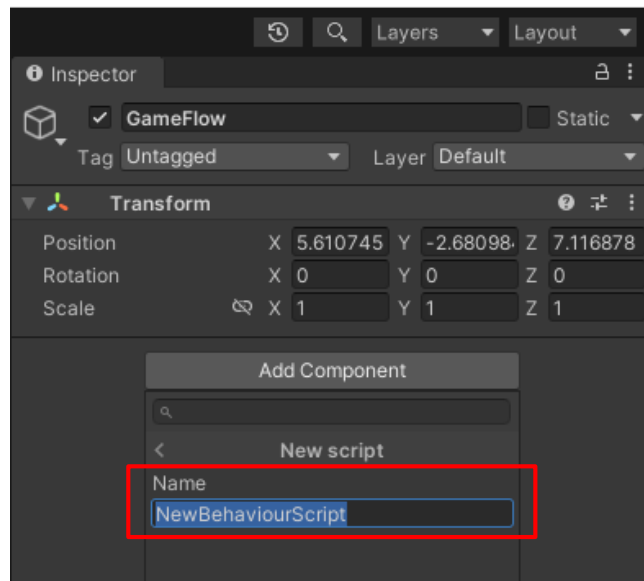 Layers Layout
Inspector
GameFlow Static
Tag Untagged Layer Default
Transform
Position X 5.610745 Y -2.68098 Z 7.116878
Rotation X 0 Y 0 Z 0
Scale X 1 Y 1 Z 1
Add Component
New script
Name
NewBehaviourScript